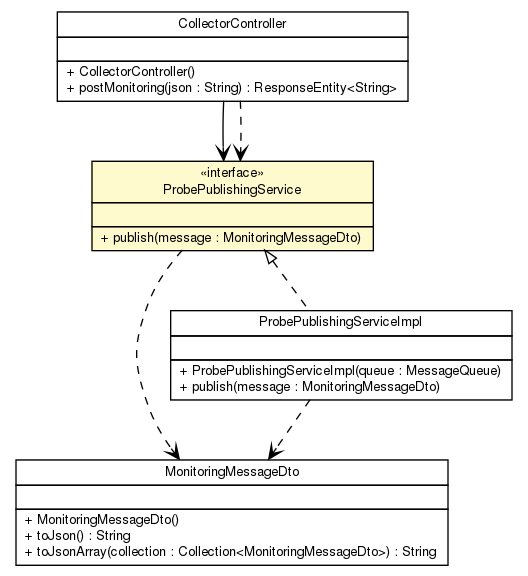 CollectorController
+ CollectorController()
+ postMonitoring(json : String) : ResponseEntity<String>
«interface»
ProbePublishingService
+ publish(message : MonitoringMessageDto)
ProbePublishingServiceImpl
+ ProbePublishingServiceImpl(queue : MessageQueue)
+ publish(message : MonitoringMessageDto)
MonitoringMessageDto
+ MonitoringMessageDto()
+ toJson() : String
+ toJsonArray(collection : Collection<MonitoringMessageDto>) : String